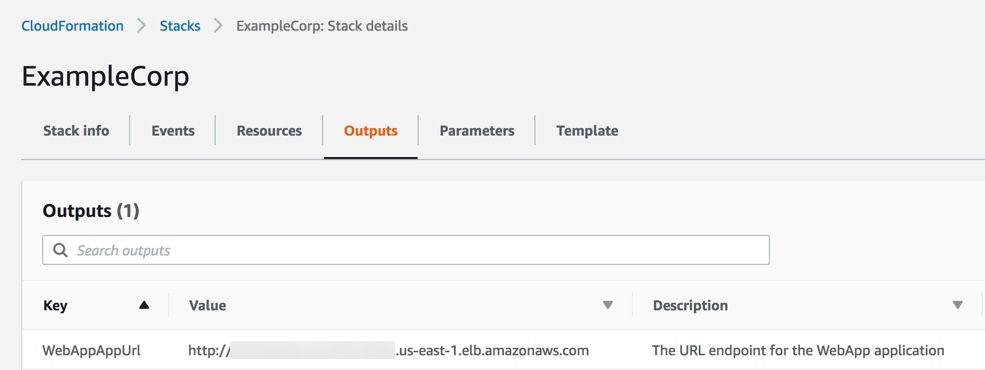 CloudFormation > Stacks > ExampleCorp: Stack details
ExampleCorp
Stack info Events Resources Outputs Parameters Template
Outputs (1)
Search outputs
Key Value Description
WebAppAppUrl http:// .us-east-1.elb.amazonaws.com The URL endpoint for the WebApp application